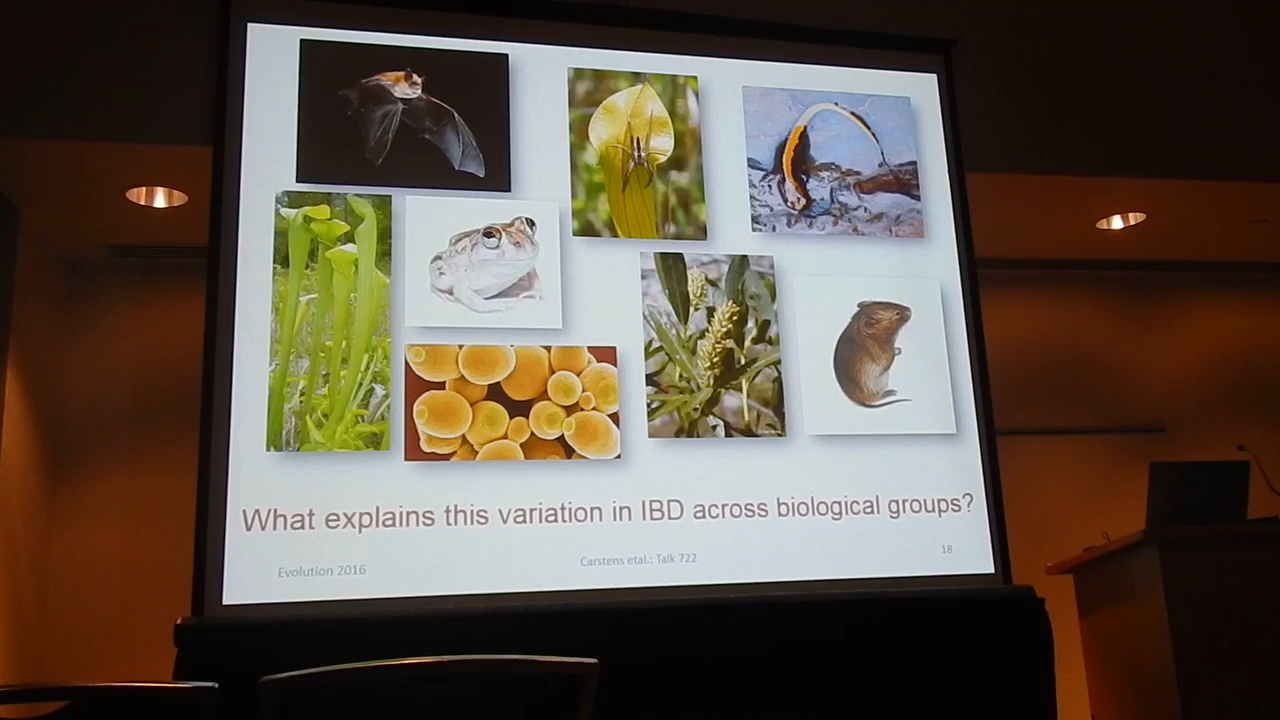 What explains this variation in IBD across biological groups?
Evolution 2016
Carstens etal.: Talk 722
18